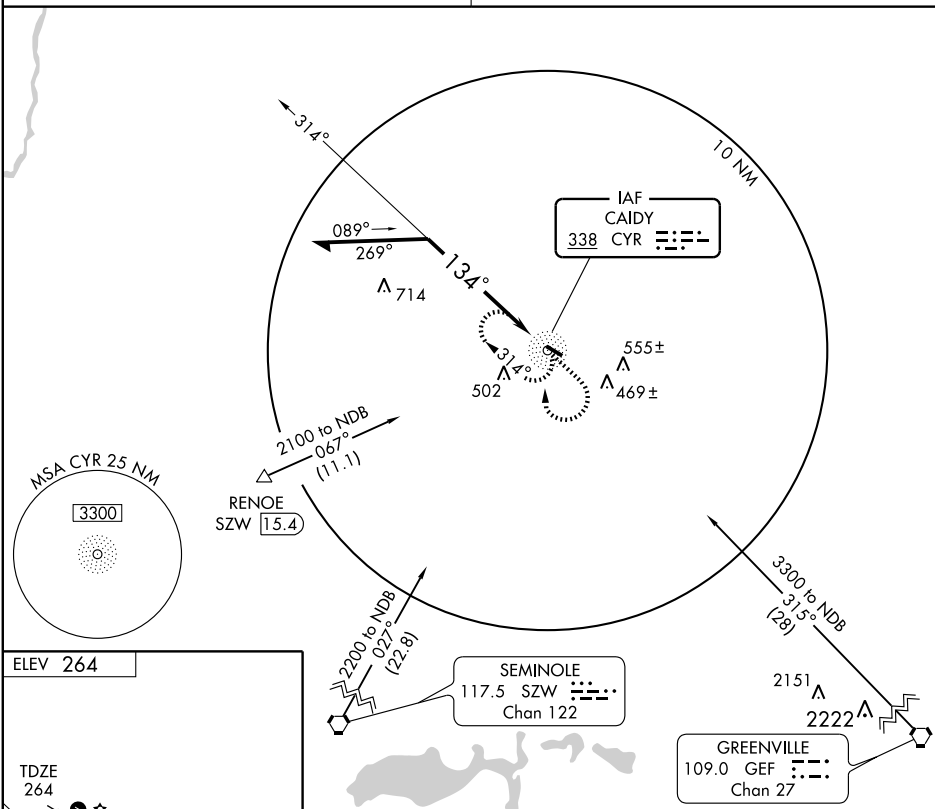 314°
10 NM
IAF
CAIDY
338 CYR
089°
269°
134°
714
314°
502
555±
469±
2100 to NDB
067°
(11.1)
MSA CYR 25 NM
3300
RENOE
SZW 15.4
3300 to NDB
315°
(28)
2200 to NDB
027°
(22.8)
ELEV 264
SEMINOLE
117.5 SZW
Chan 122
2151
2222
GREENVILLE
109.0 GEF
Chan 27
TDZE
264